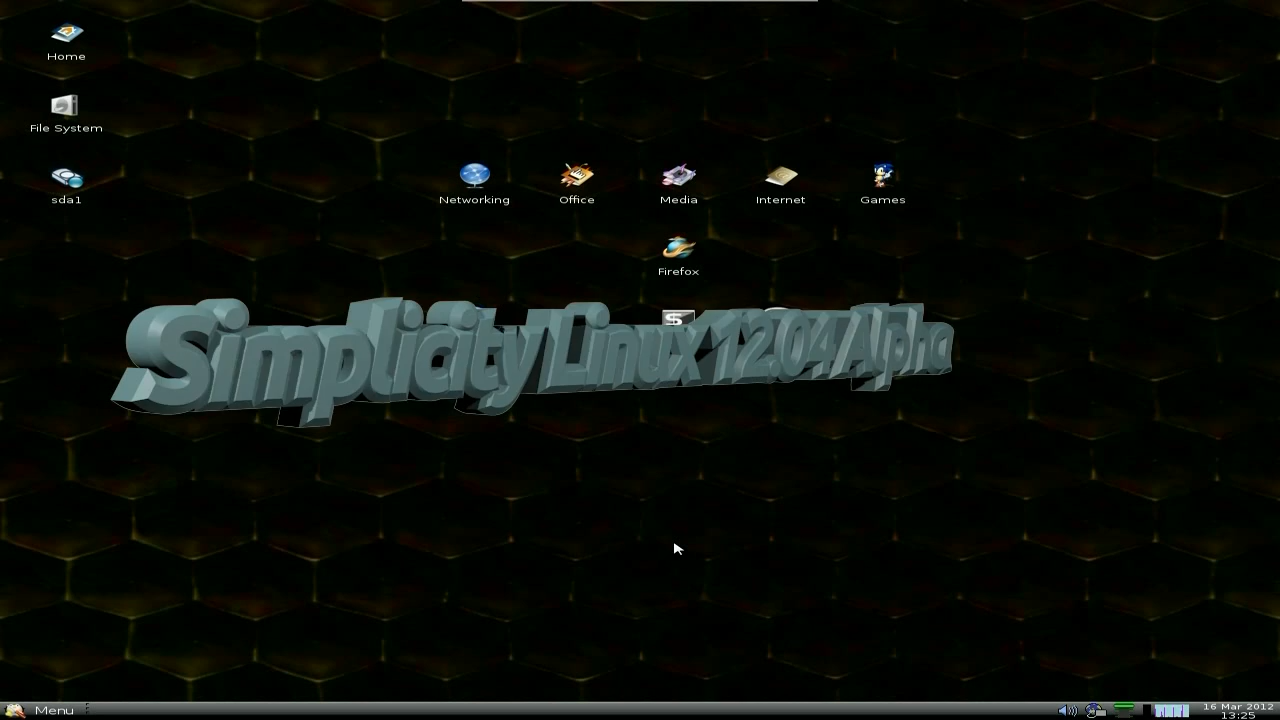 Home
File System
sda1
Networking
Office
Media
Internet
Games
Firefox
$
Simplicity Linux 12.04 Alpha
Menu
16 Mar 2012
13:25